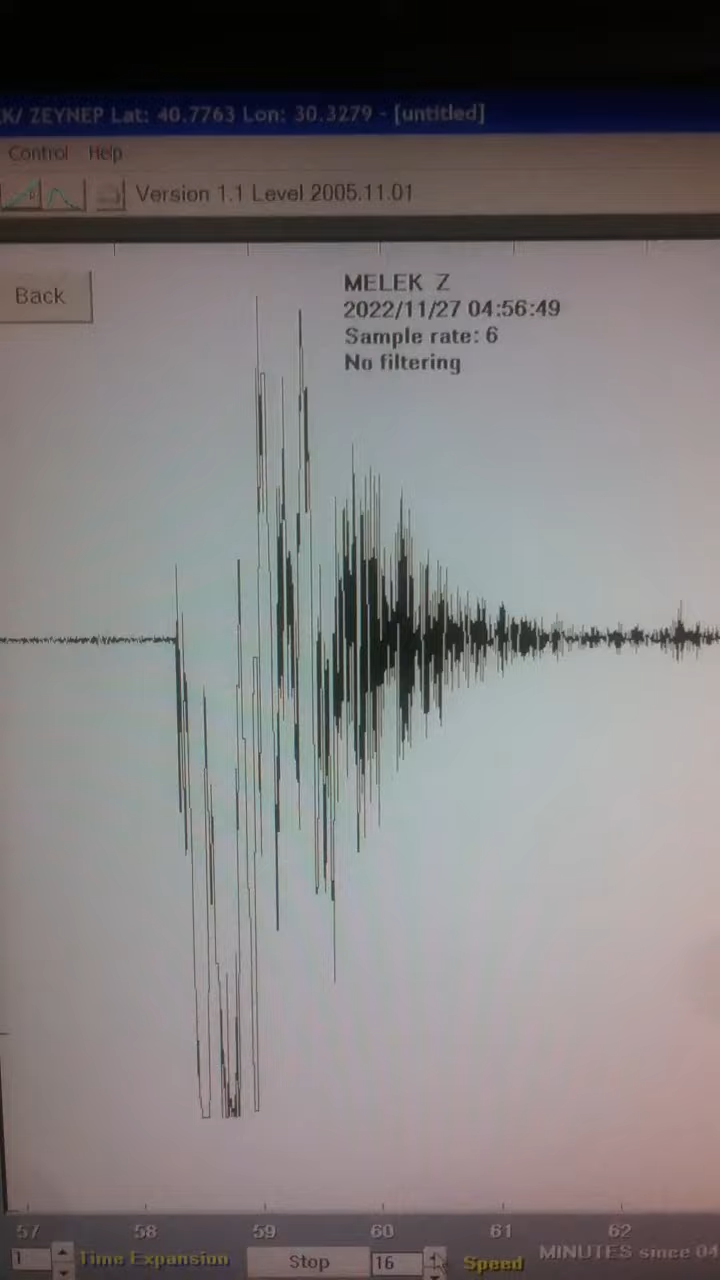 K/ ZEYNEP Lat: 40.7763 Lon: 30.3279 - [untitled]
Control Help
Version 1.1 Level 2005.11.01
Back
MELEK Z
2022/11/27 04:56:49
Sample rate: 6
No filtering
57 58 59 60 61 62
1 Time Expansion Stop 16 Speed MINUTES since 04